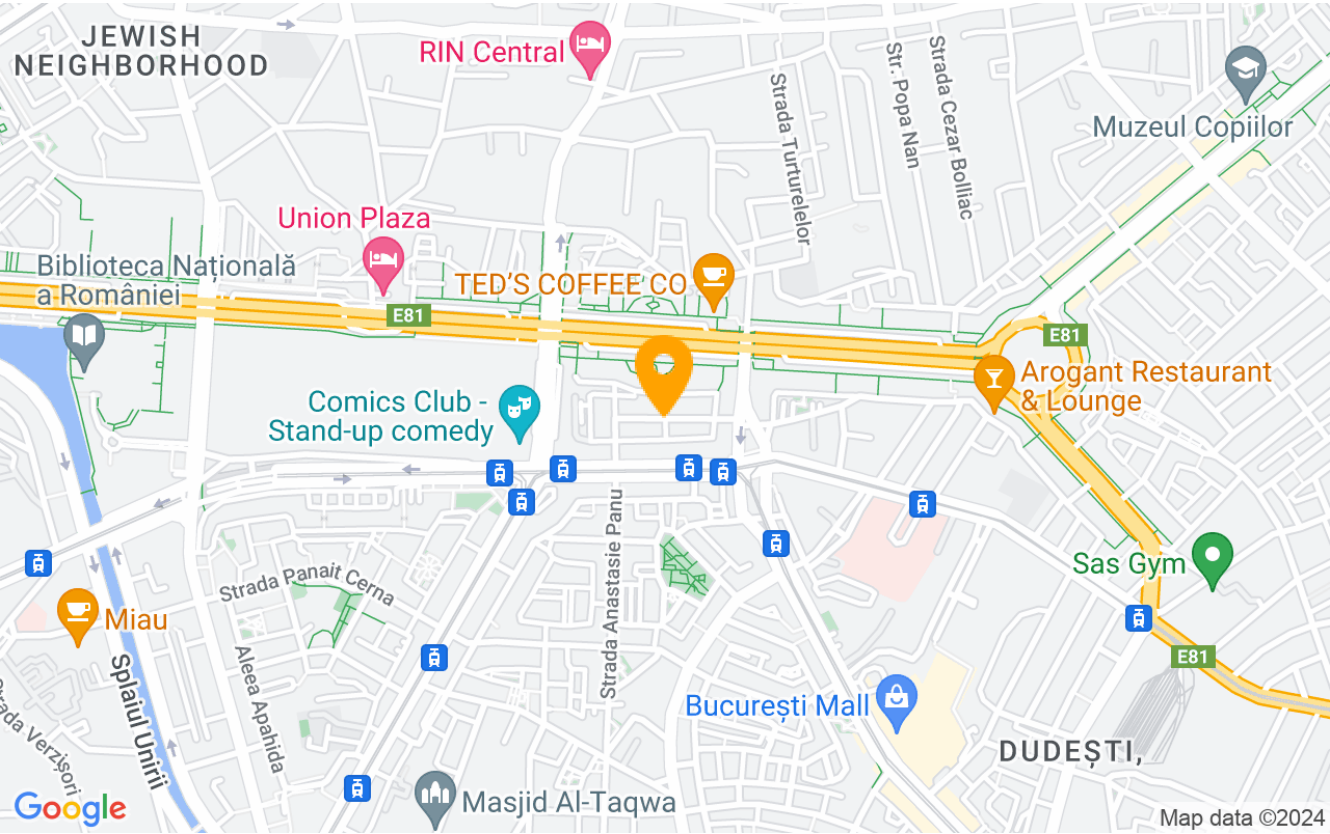 JEWISH
NEIGHBORHOOD
RIN Central
Strada Turturelelor
Str. Popa Nan
Strada Cezar Bolliac
Muzeul Copiilor
Union Plaza
Biblioteca Națională
a României
TED'S COFFEE CO
E81
E81
Arogant Restaurant
& Lounge
Comics Club -
Stand-up comedy
Strada Anastasie Panu
Strada Panait Cerna
Sas Gym
Miau
Splaiul Unirii
Aleea Apahida
E81
Strada Verzișori
București Mall
DUDEȘTI,
Masjid Al-Taqwa
Google
Map data ©2024